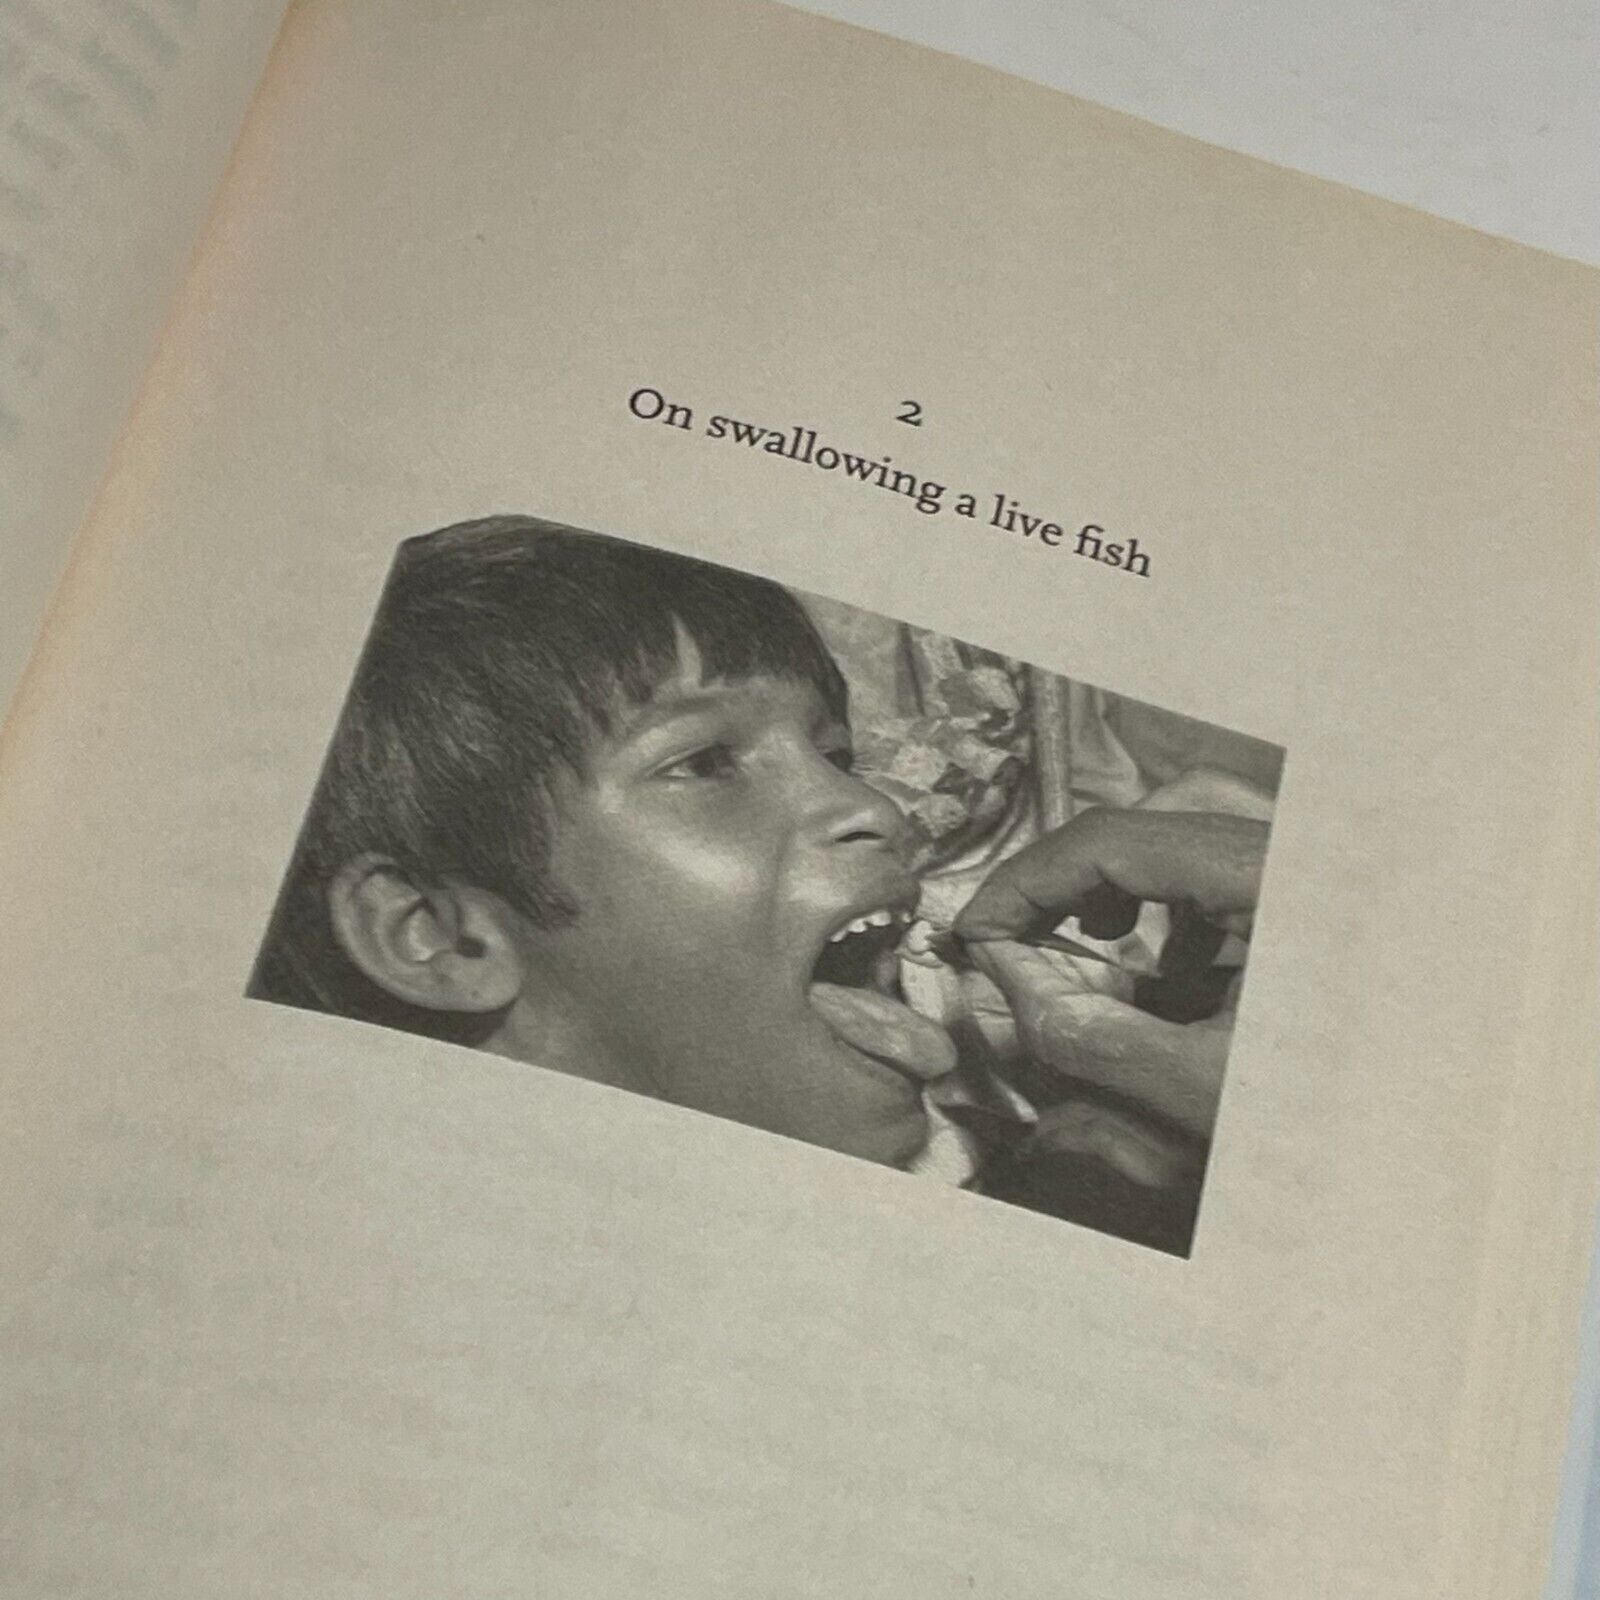 2
On swallowing a live fish